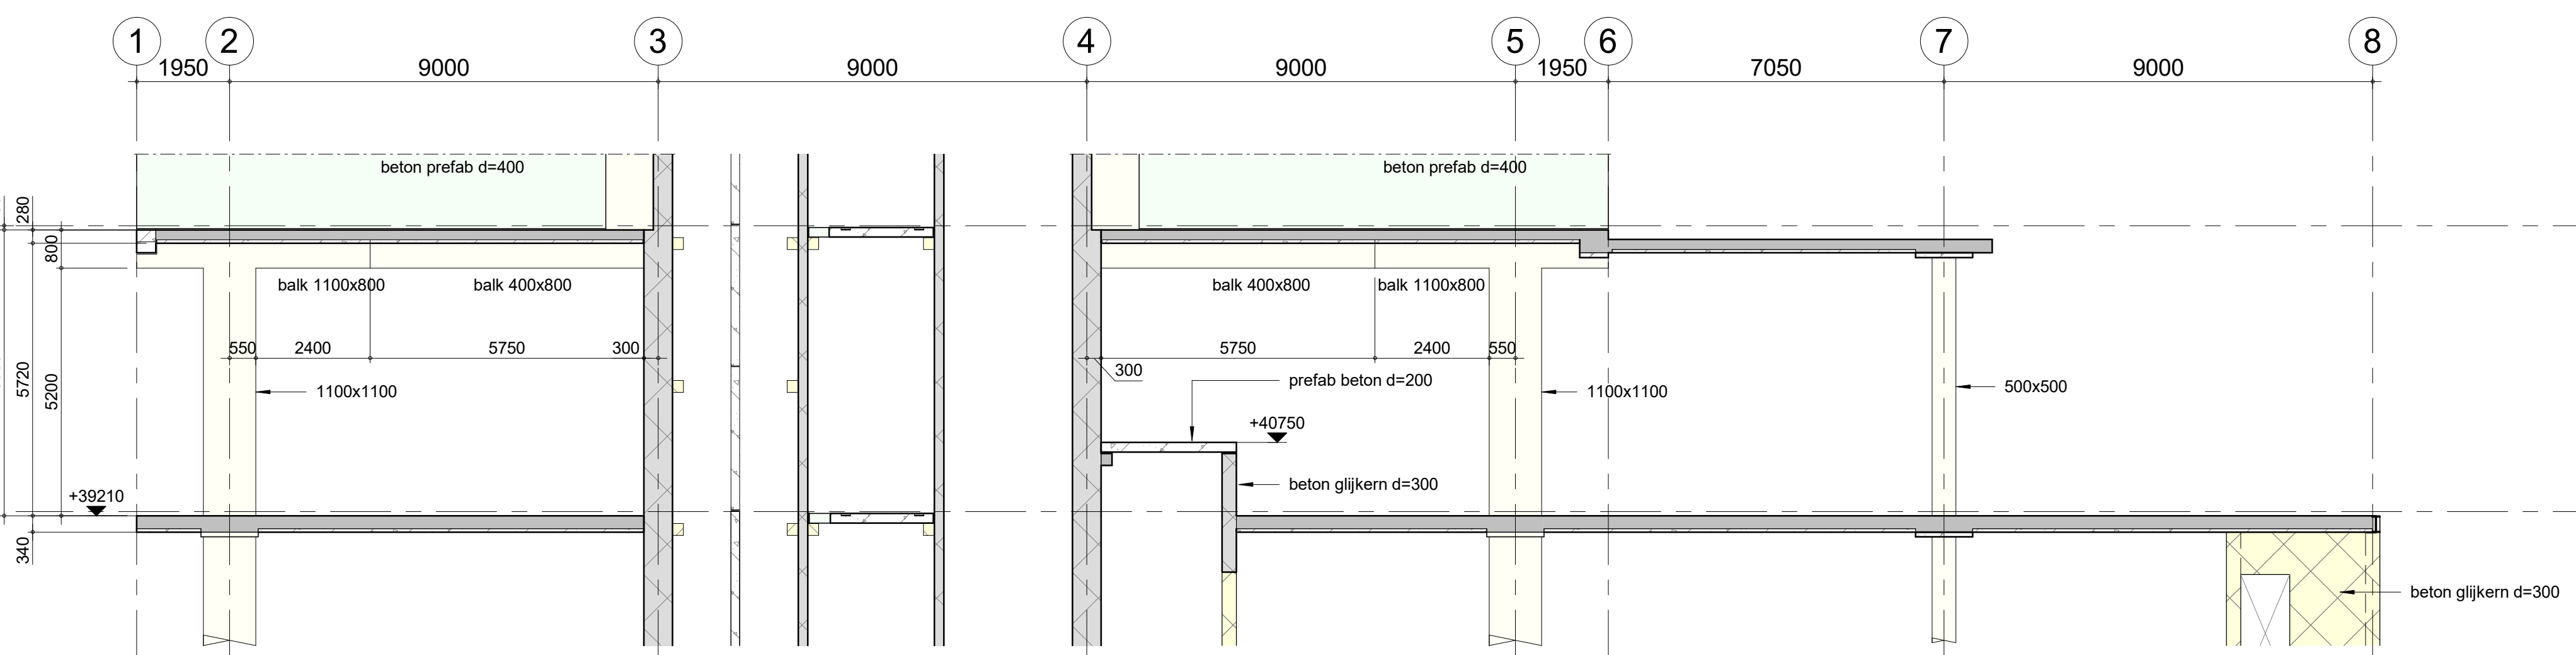 1 2 3 4 5 6 7 8
1950 9000 9000 9000 1950 7050 9000
beton prefab d=400 beton prefab d=400
280
800
balk 1100x800 balk 400x800 balk 400x800 balk 1100x800
550 2400 5750 300 5750 2400 550
300
5720
5200
prefab beton d=200
1100x1100 1100x1100 500x500
+40750
beton glijkern d=300
+39210
340
beton glijkern d=300